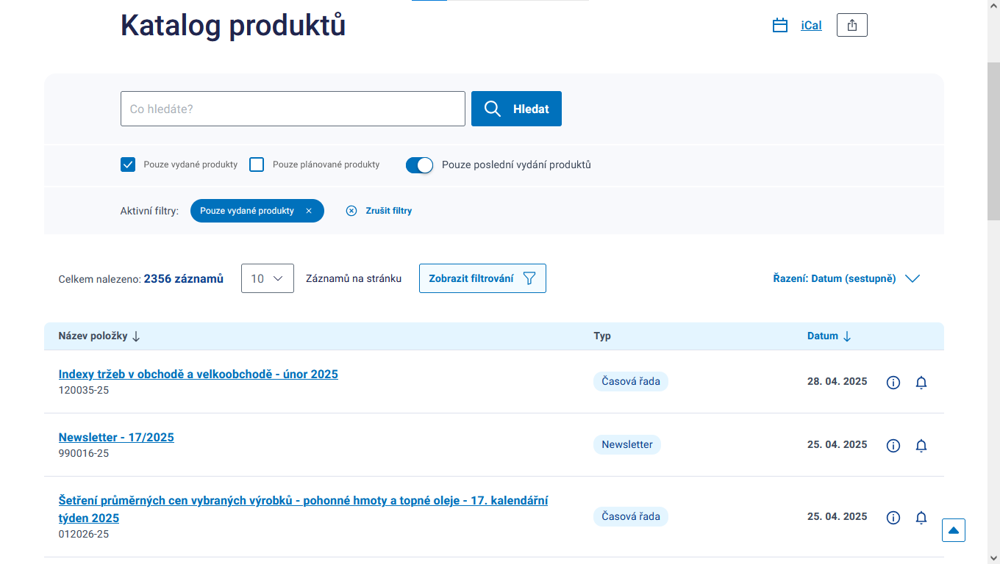 Katalog produktů
iCal
Co hledáte?
Hledat
Pouze vydané produkty
Pouze plánované produkty
Pouze poslední vydání produktů
Aktivní filtry:
Pouze vydané produkty
Zrušit filtry
Celkem nalezeno: 2356 záznamů
10
Záznamů na stránku
Zobrazit filtrování
Řazení: Datum (sestupně)
Název položky
Typ
Datum
Indexy tržeb v obchodě a velkoobchodě - únor 2025
120035-25
Časová řada
28. 04. 2025
Newsletter - 17/2025
990016-25
Newsletter
25. 04. 2025
Šetření průměrných cen vybraných výrobků - pohonné hmoty a topné oleje - 17. kalendářní
týden 2025
012026-25
Časová řada
25. 04. 2025